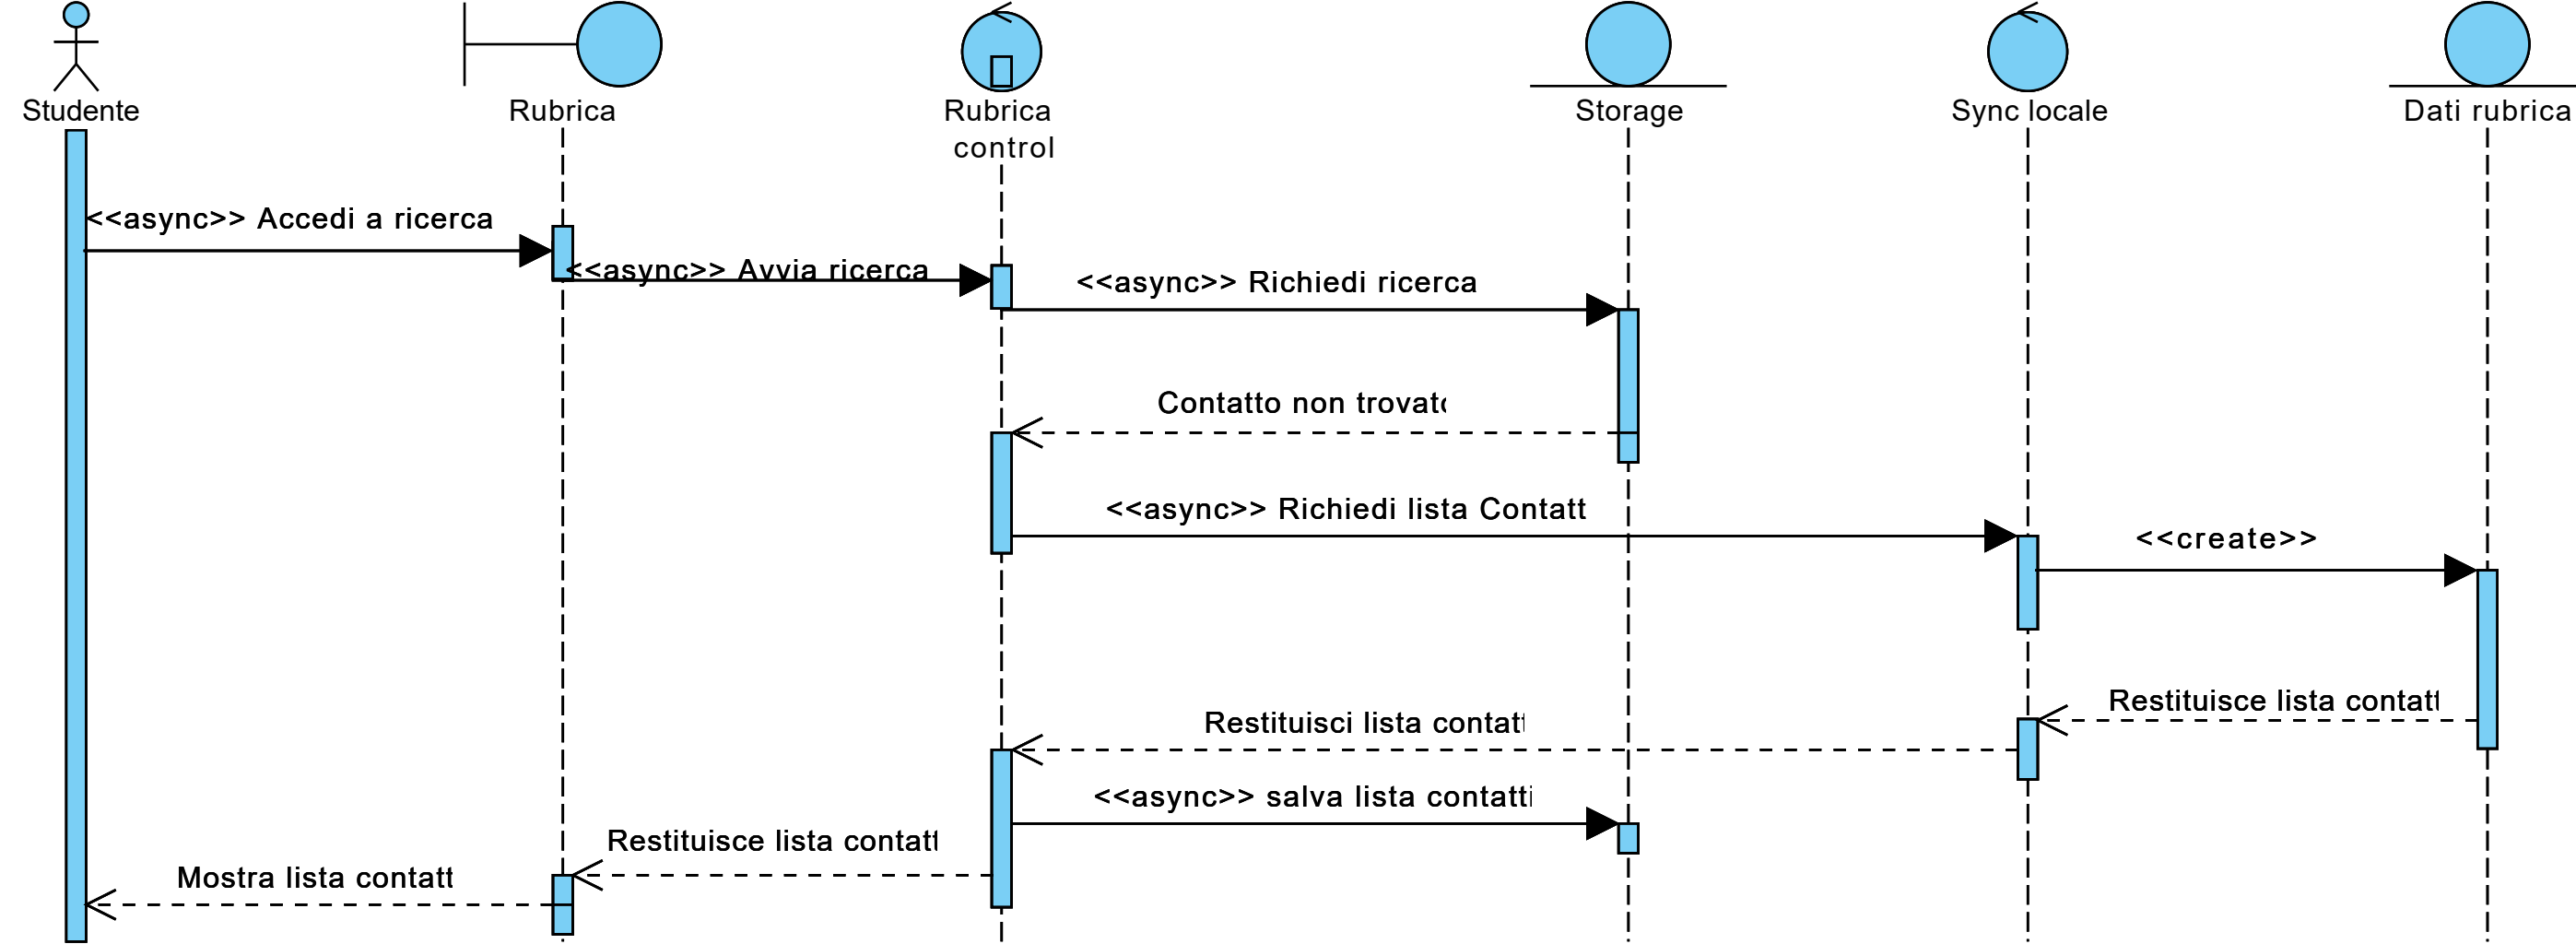 Studente
Rubrica
Rubrica
control
Storage
Sync locale
Dati rubrica
<<async>> Accedi a ricerca
<<async>> Avvia ricerca
<<async>> Richiedi ricerca
Contatto non trovato
<<async>> Richiedi lista Contatt
<<create>>
Restituisce lista contatt
Restituisci lista contatt
<<async>> salva lista contatti
Restituisce lista contatt
Mostra lista contatt